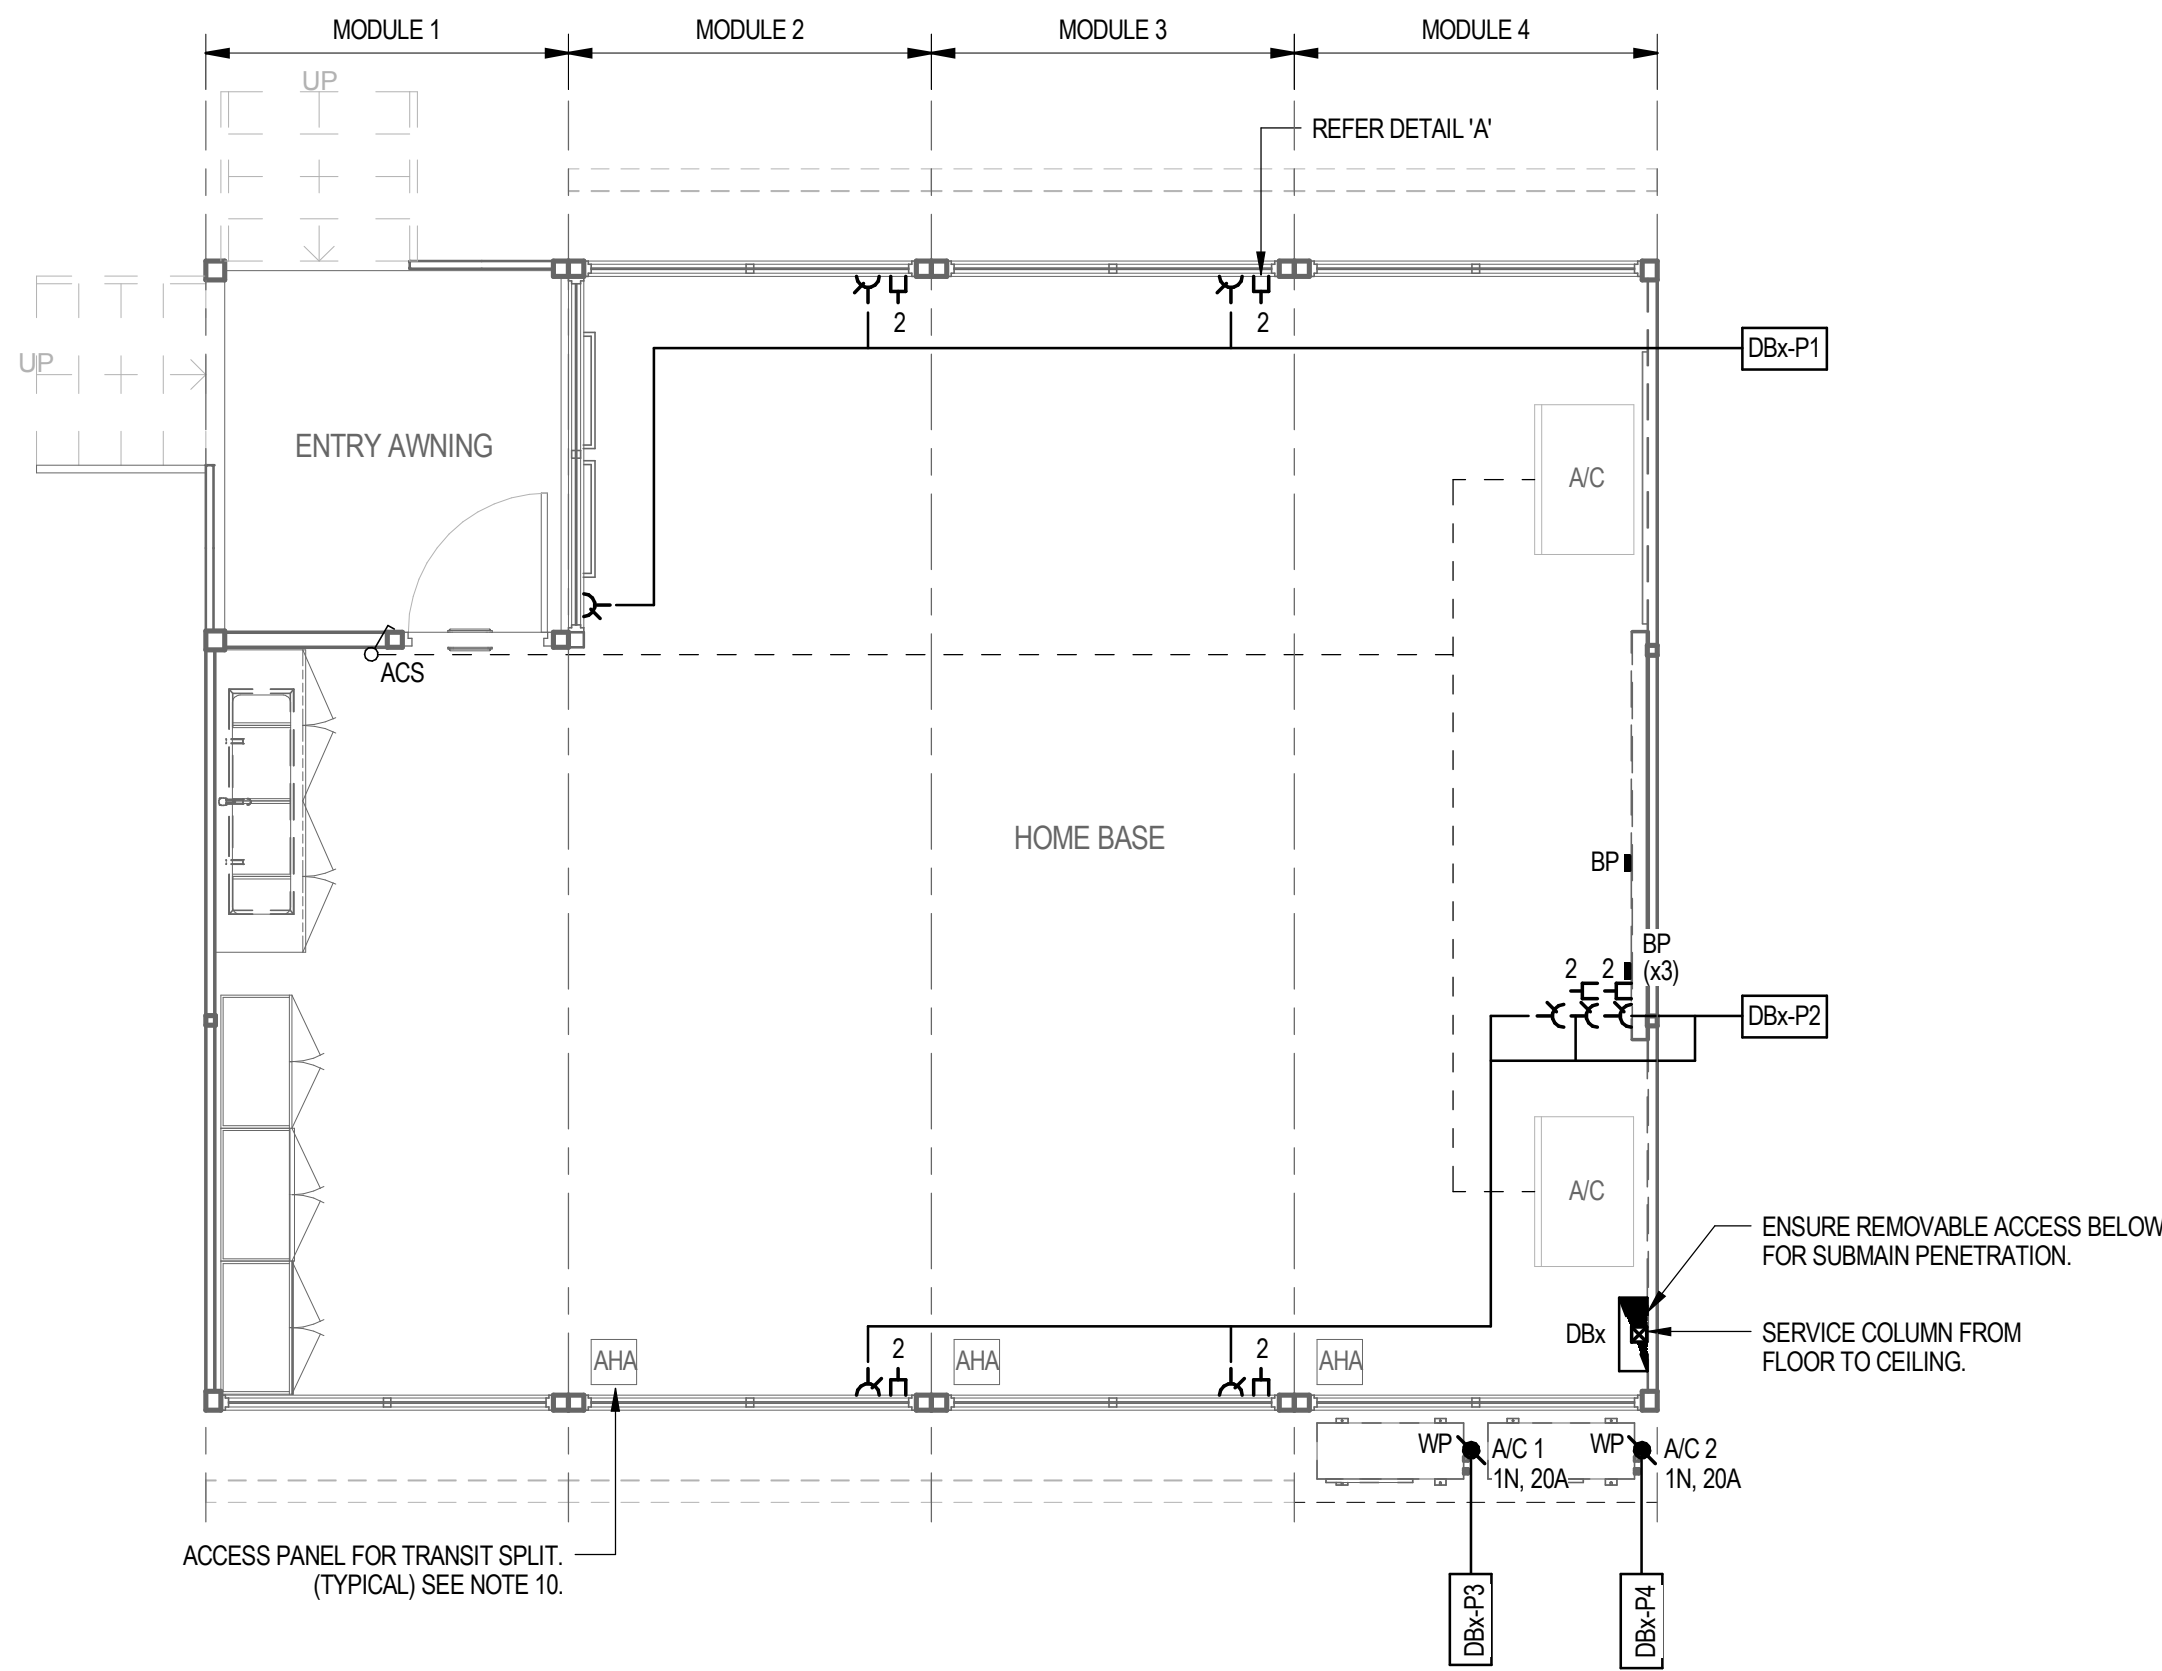 MODULE 1
MODULE 2
MODULE 3
MODULE 4
UP
REFER DETAIL 'A'
2
2
DBx-P1
UP
ENTRY AWNING
A/C
ACS
HOME BASE
BP
BP
(x3)
2
2
DBx-P2
A/C
ENSURE REMOVABLE ACCESS BELOW
FOR SUBMAIN PENETRATION.
DBx
SERVICE COLUMN FROM
FLOOR TO CEILING.
AHA
2
AHA
2
AHA
WP
A/C 1
1N, 20A
WP
A/C 2
1N, 20A
ACCESS PANEL FOR TRANSIT SPLIT.
(TYPICAL) SEE NOTE 10.
DBx-P3
DBx-P4